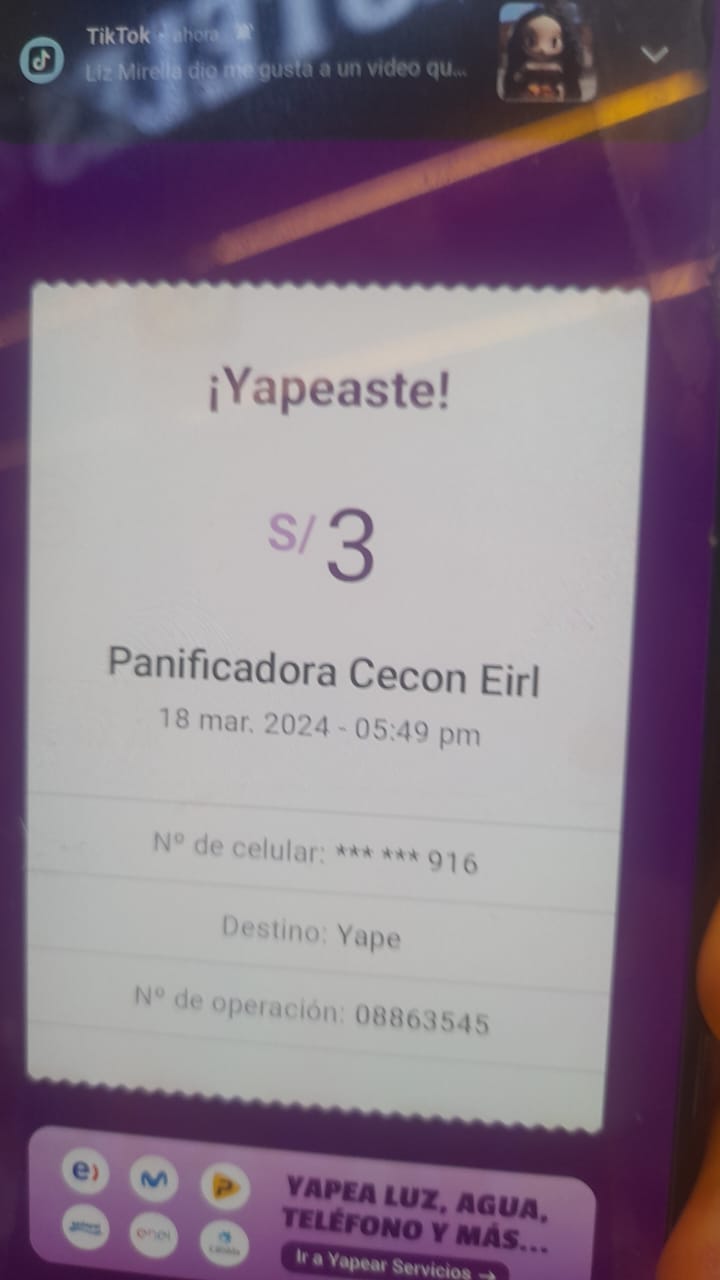 TikTok • ahora
Liz Mirella dio me gusta a un video qu...
¡Yapeaste!
S/ 3
Panificadora Cecon Eirl
18 mar. 2024 - 05:49 pm
Nº de celular: *** *** 916
Destino: Yape
Nº de operación: 08863545
e)
enel
YAPEA LUZ, AGUA,
TELÉFONO Y MÁS...
Ir a Yapear Servicios →